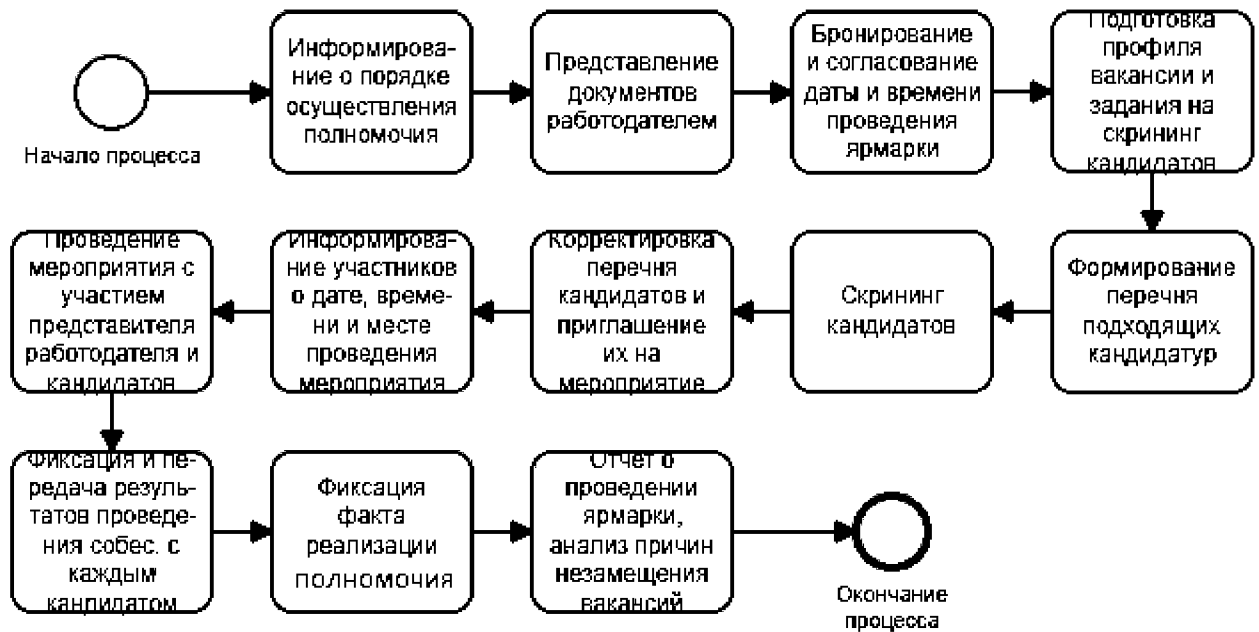 Начало процесса
Информирова-
ние о порядке
осуществления
полномочия
Представление
документов
работодателем
Бронирование
и согласование
даты и времени
проведения
ярмарки
Подготовка
профиля
вакансии и
задания на
скрининг
кандидатов
Формирование
перечня
подходящих
кандидатур
Скрининг
кандидатов
Корректировка
перечня
кандидатов и
приглашение
их на
мероприятие
Информирова-
ние участников
о дате, време-
ни и месте
проведения
мероприятия
Проведение
мероприятия с
участием
представителя
работодателя и
кандидатов
Фиксация и пе-
редача резуль-
татов проведе-
ния собес. с
каждым
кандидатом
Фиксация
факта
реализации
полномочия
Отчет о
проведении
ярмарки,
анализ причин
незамещения
вакансий
Окончание
процесса